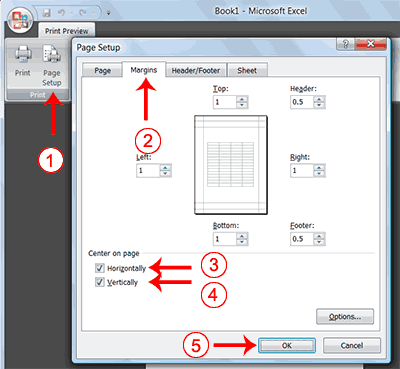 Book1 - Microsoft Excel
Print Preview
Print
Page Setup
Print
1
Page Setup
?
Page
Margins
Header/Footer
Sheet
2
Top:
1
Header:
0.5
Left:
1
Right:
1
Bottom:
1
Footer:
0.5
Center on page
Horizontally
3
Vertically
4
Options...
5
OK
Cancel